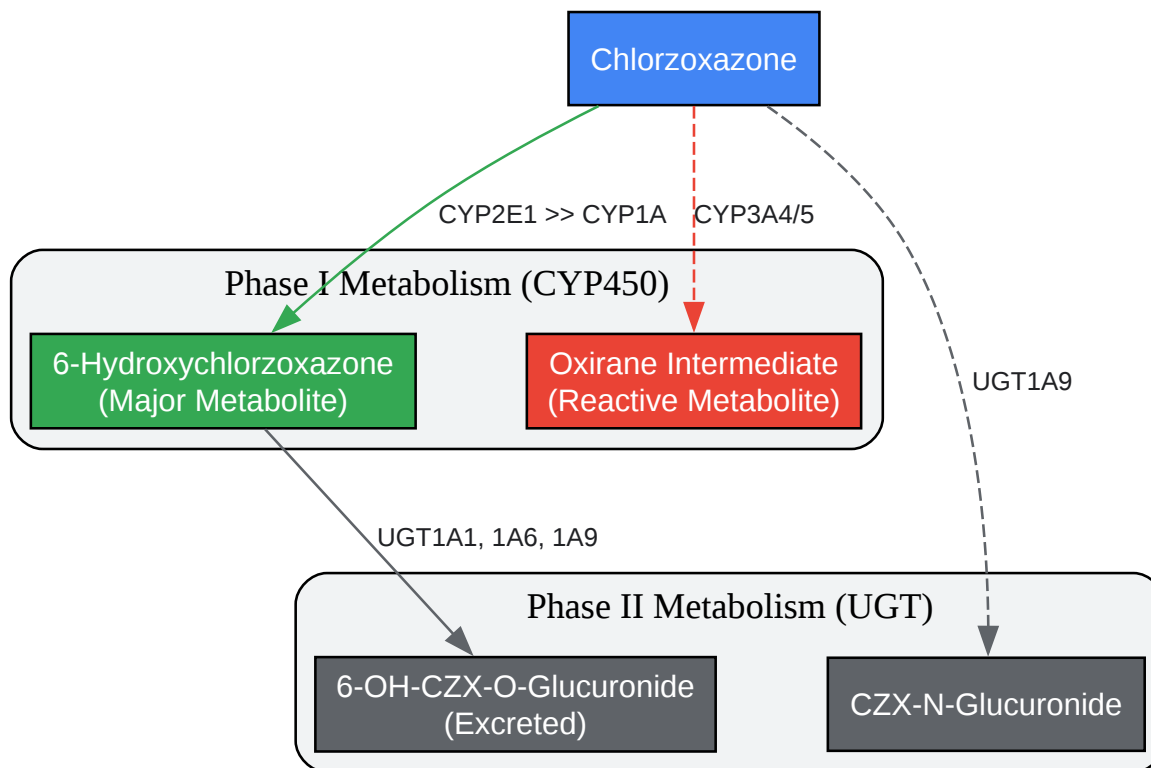 Chlorzoxazone
CYP2E1 >> CYP1A
CYP3A4/5
Phase I Metabolism (CYP450)
6-Hydroxychlorzoxazone
(Major Metabolite)
Oxirane Intermediate
(Reactive Metabolite)
UGT1A9
UGT1A1, 1A6, 1A9
Phase II Metabolism (UGT)
6-OH-CZX-O-Glucuronide
(Excreted)
CZX-N-Glucuronide